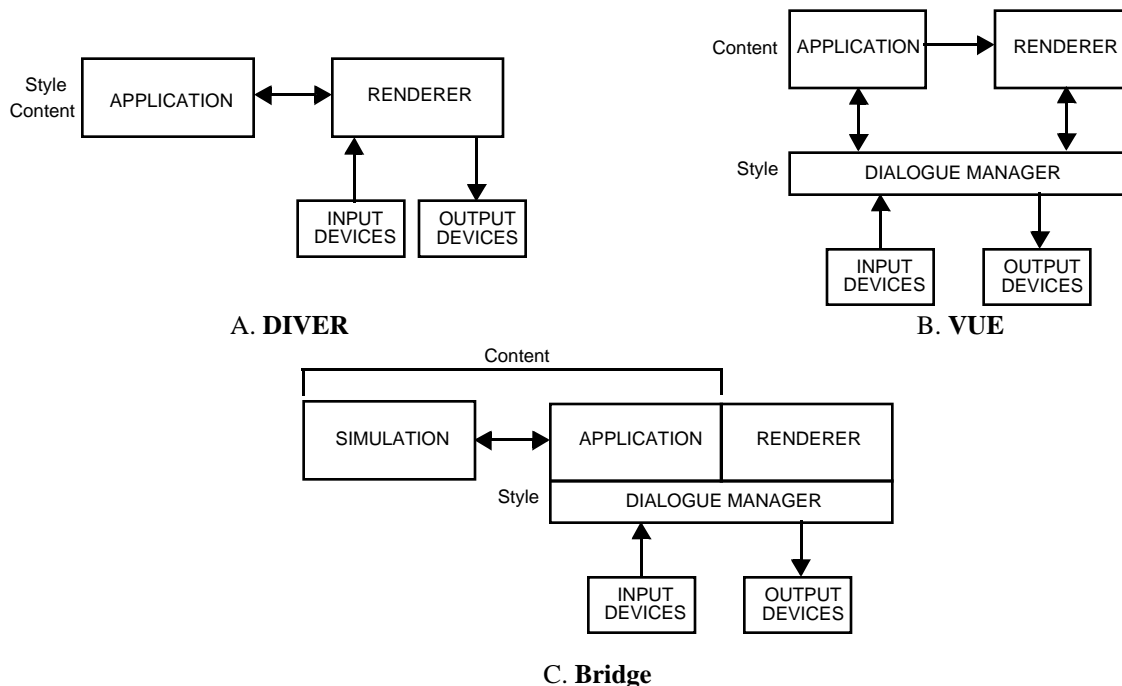 Style
Content
APPLICATION
RENDERER
INPUT
DEVICES
OUTPUT
DEVICES
A. DIVER
Content
APPLICATION
RENDERER
Style
DIALOGUE MANAGER
INPUT
DEVICES
OUTPUT
DEVICES
B. VUE
Content
SIMULATION
APPLICATION
RENDERER
Style
DIALOGUE MANAGER
INPUT
DEVICES
OUTPUT
DEVICES
C. Bridge